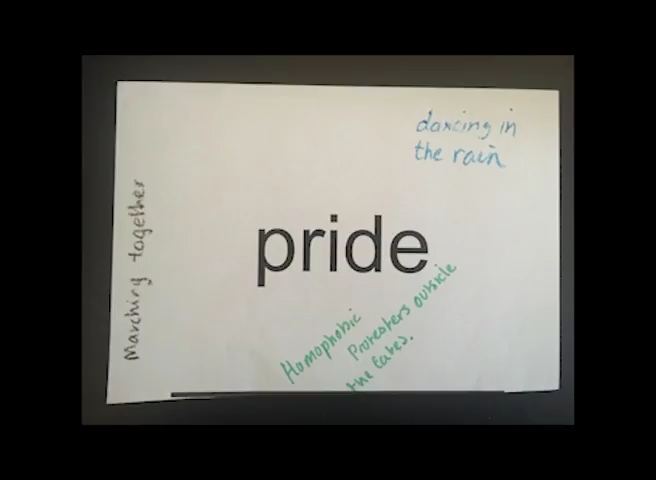 dancing in
the rain
Marching together
pride
Homophobic
Protesters outside
the Gates.